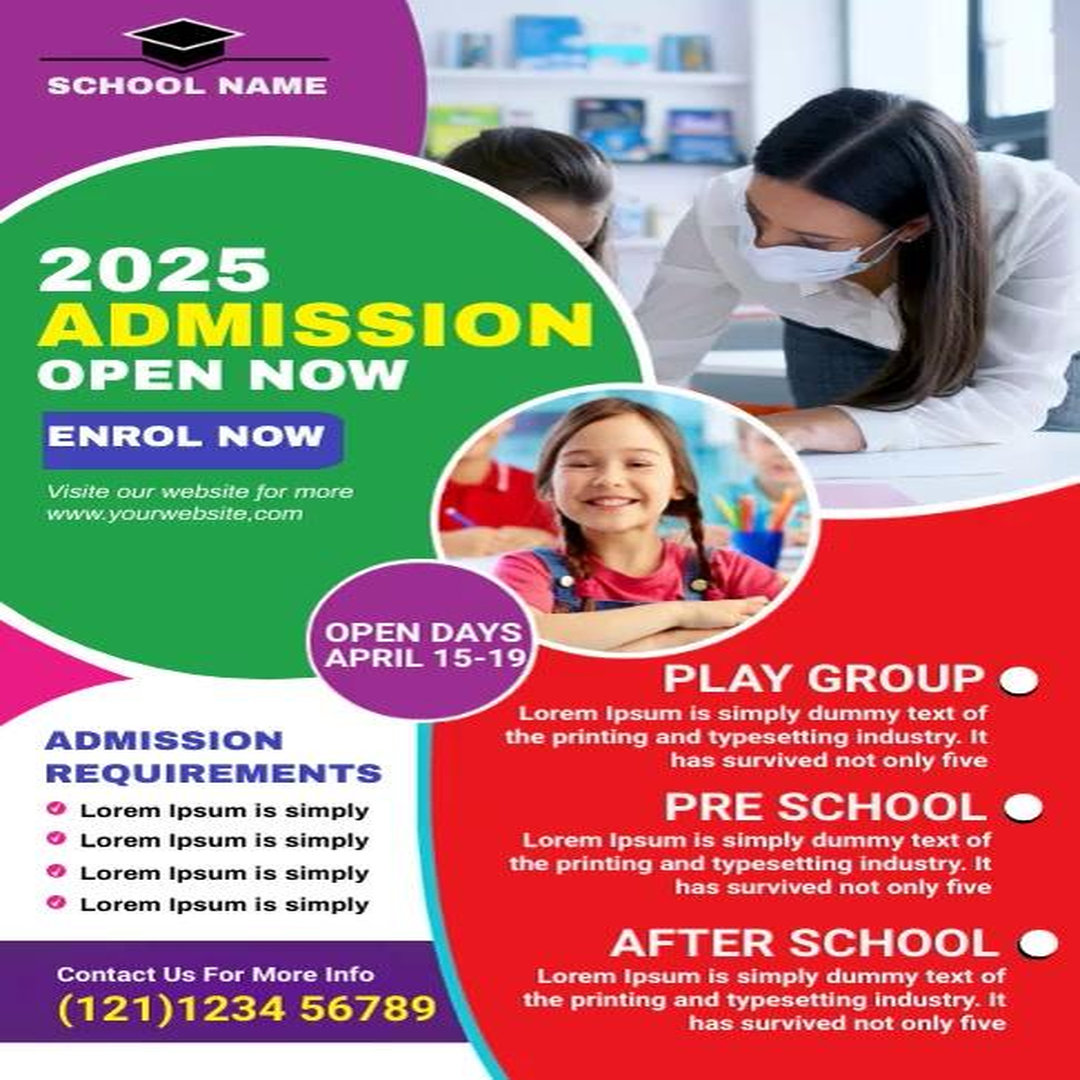 SCHOOL NAME
2025
ADMISSION
OPEN NOW
ENROL NOW
Visite our website for more
www.yourwebsite,com
OPEN DAYS
APRIL 15-19
PLAY GROUP
Lorem Ipsum is simply dummy text of
the printing and typesetting industry. It
has survived not only five
PRE SCHOOL
Lorem Ipsum is simply dummy text of
the printing and typesetting industry. It
has survived not only five
AFTER SCHOOL
Lorem Ipsum is simply dummy text of
the printing and typesetting industry. It
has survived not only five
ADMISSION
REQUIREMENTS
Lorem Ipsum is simply
Lorem Ipsum is simply
Lorem Ipsum is simply
Lorem Ipsum is simply
Contact Us For More Info
(121)1234 56789